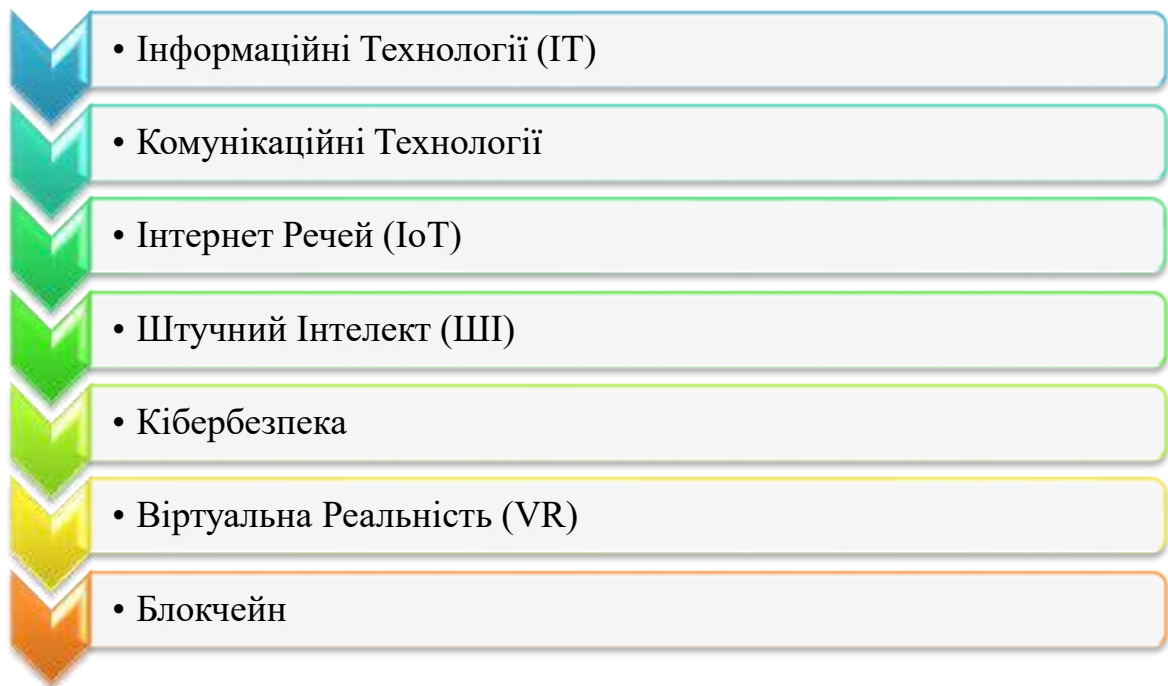 • Інформаційні Технології (ІТ)
• Комунікаційні Технології
• Інтернет Речей (IoT)
• Штучний Інтелект (ШІ)
• Кібербезпека
• Віртуальна Реальність (VR)
• Блокчейн